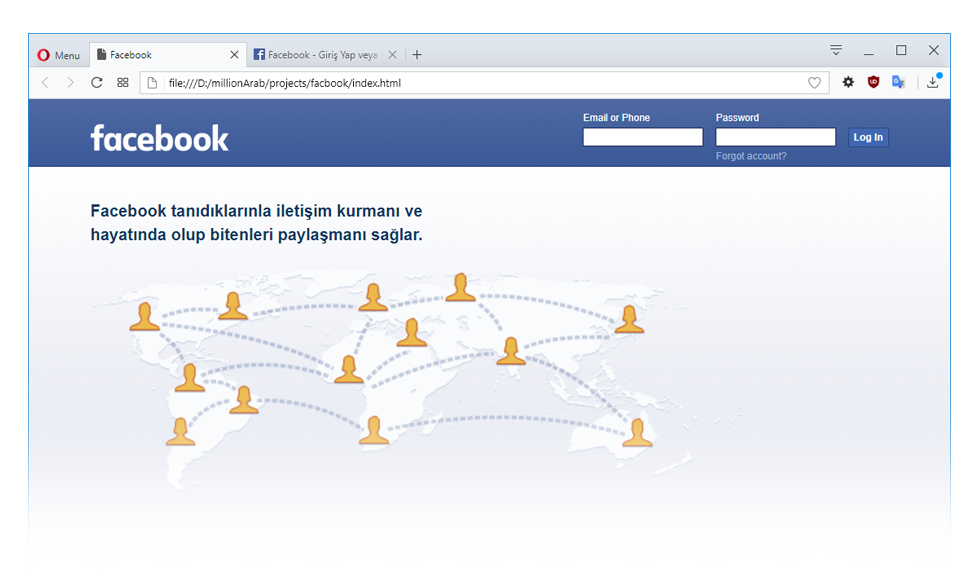 Menu
Facebook
Facebook - Giriş Yap veya
file:///D:/millionArab/projects/facbook/index.html
facebook
Email or Phone
Password
Log In
Forgot account?
Facebook tanıdıklarınla iletişim kurmanı ve
hayatında olup bitenleri paylaşmanı sağlar.